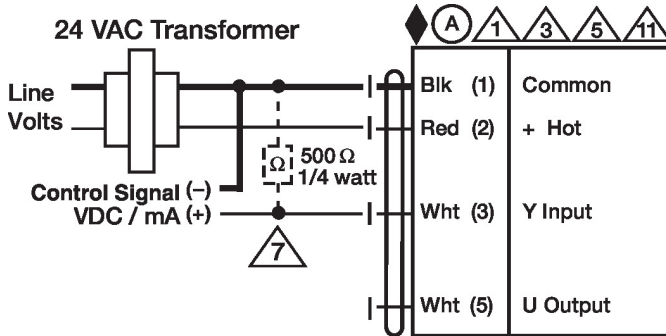 24 VAC Transformer
A 1 3 5 11
Line
Volts
Blk (1) Common
Red (2) + Hot
Ω 500 Ω
1/4 watt
Control Signal (–)
VDC / mA (+)
Wht (3) Y Input
7
Wht (5) U Output